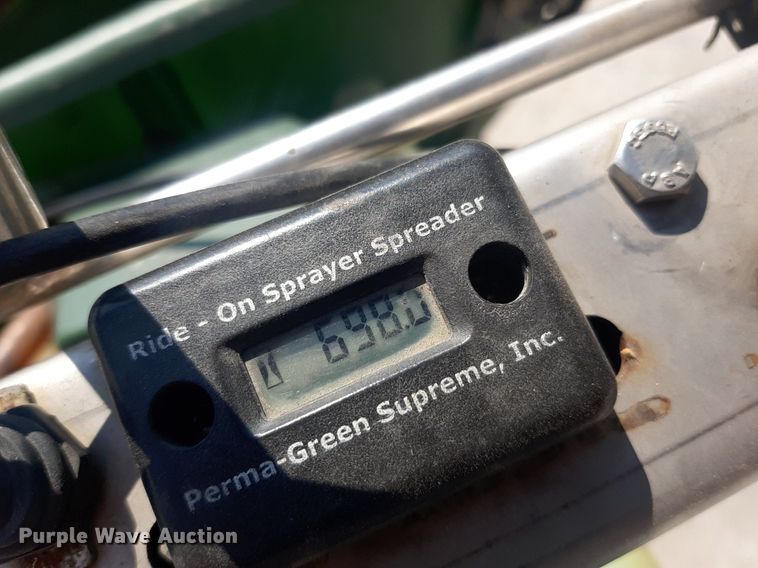 Ride - On Sprayer Spreader
698.0
Perma-Green Supreme, Inc.
Purple Wave Auction